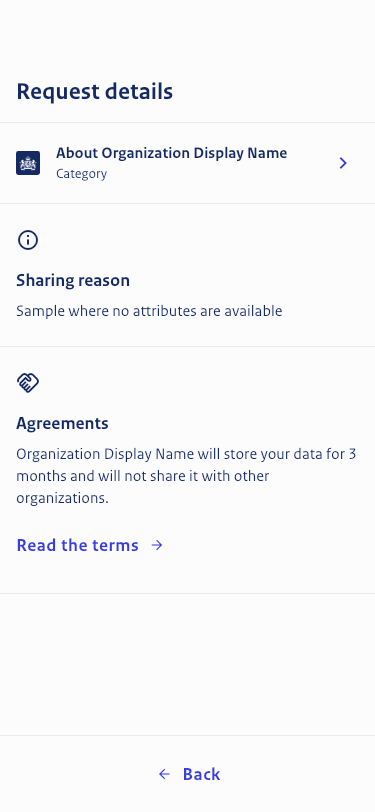 Request details
About Organization Display Name
Category
Sharing reason
Sample where no attributes are available
Agreements
Organization Display Name will store your data for 3
months and will not share it with other
organizations.
Read the terms
Back